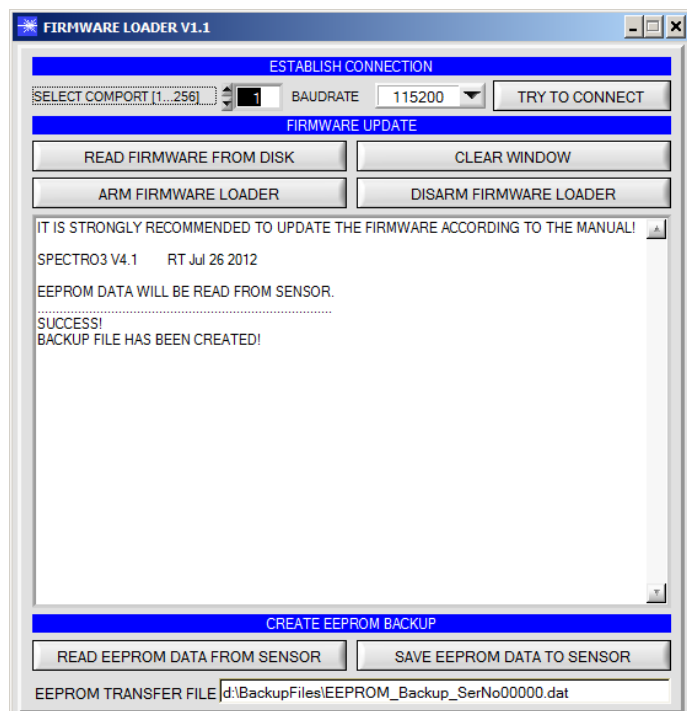 FIRMWARE LOADER V1.1
ESTABLISH CONNECTION
SELECT COMPORT [1...256] 1 BAUDRATE 115200 TRY TO CONNECT
FIRMWARE UPDATE
READ FIRMWARE FROM DISK CLEAR WINDOW
ARM FIRMWARE LOADER DISARM FIRMWARE LOADER
IT IS STRONGLY RECOMMENDED TO UPDATE THE FIRMWARE ACCORDING TO THE MANUAL!
SPECTRO3 V4.1 RT Jul 26 2012
EEPROM DATA WILL BE READ FROM SENSOR.
................................................................................
SUCCESS!
BACKUP FILE HAS BEEN CREATED!
CREATE EEPROM BACKUP
READ EEPROM DATA FROM SENSOR SAVE EEPROM DATA TO SENSOR
EEPROM TRANSFER FILE d:\BackupFiles\EEPROM_Backup_SerNo00000.dat